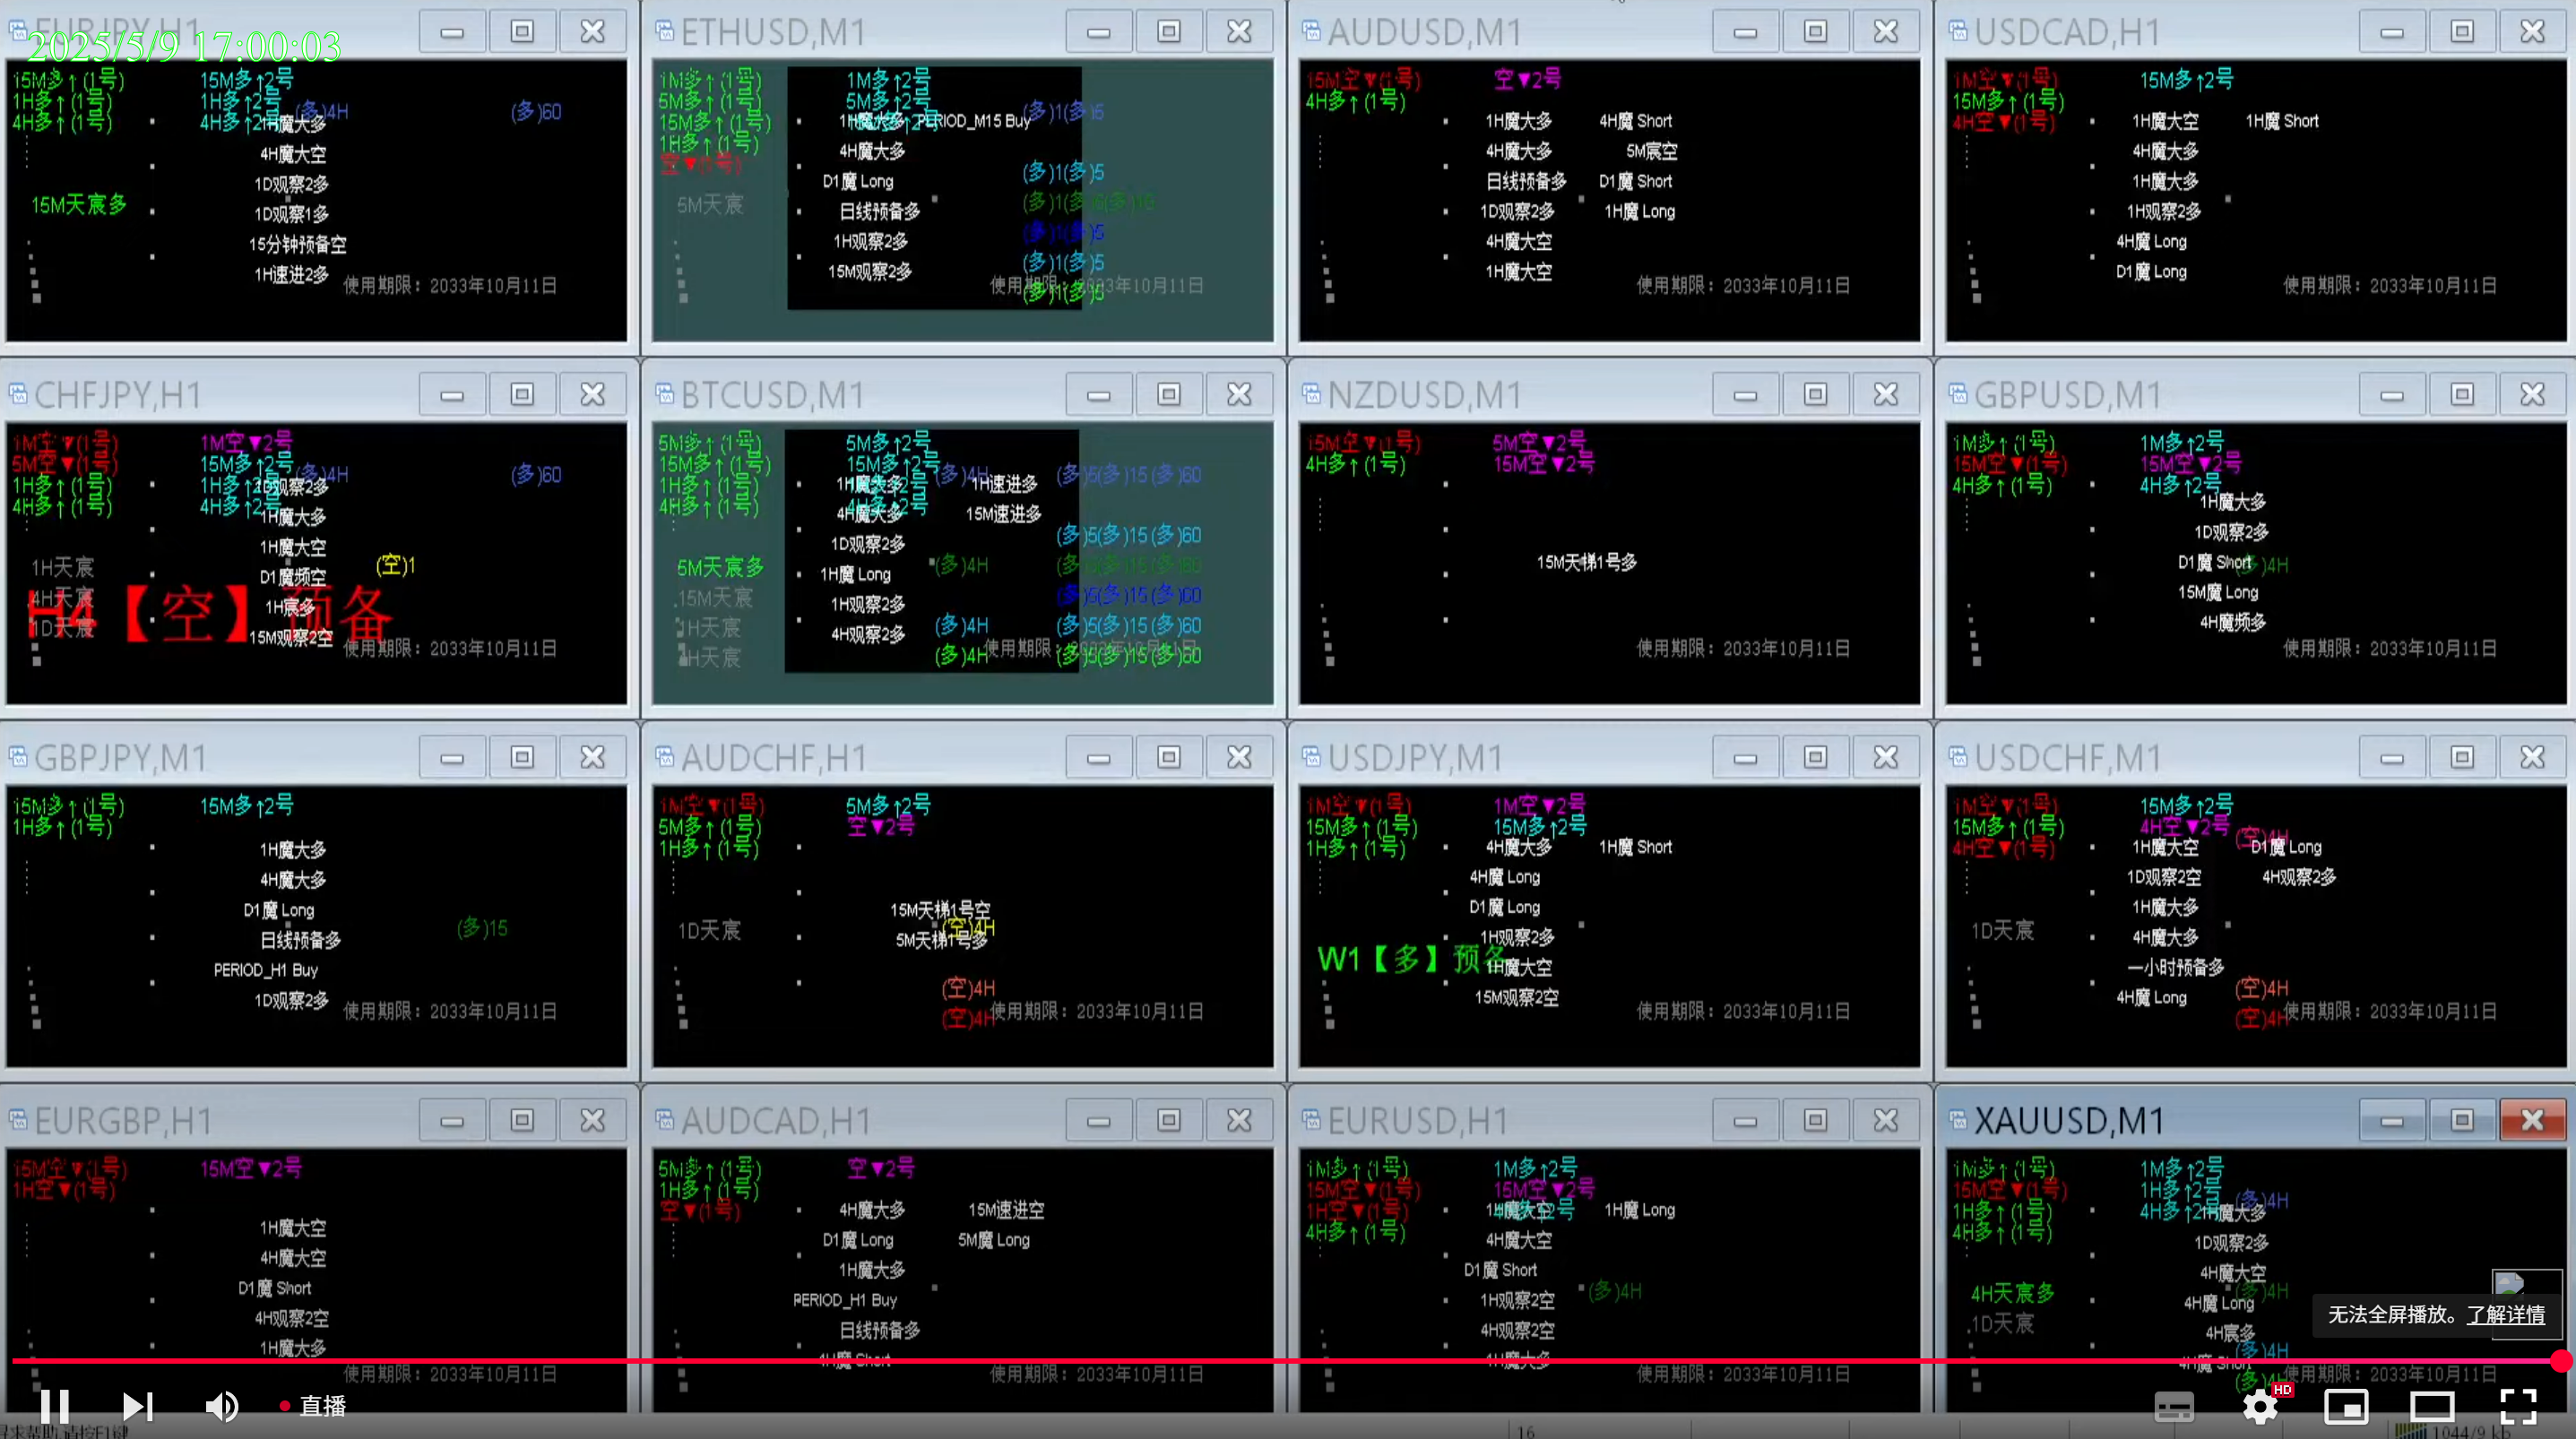 EURJPY,H1
2025/5/9 17:00:03
15M多↑(1号) 15M多↑2号
1H多↑(1号) 1H多↑2号 (多)4H (多)60
4H多↑(1号) 4H多↑2号 1H魔大多
4H魔大空
1D观察2多
15M天宸多 1D观察1多
15分钟预备空
1H速进2多
使用期限：2033年10月11日
ETHUSD,M1
1M多↑(1号) 1M多↑2号
5M多↑(1号) 5M多↑2号 (多)1(多)5
15M多↑(1号) 1H魔大多 PERIOD_M15 Buy
1H多↑(1号) 4H魔大多
空▼(1号) (多)1(多)5
D1魔 Long
5M天宸 日线预备多
1H观察2多 (多)1(多)5
15M观察2多 (多)1(多)5
(多)1(多)5
AUDUSD,M1
15M空▼(1号) 空▼2号
4H多↑(1号)
1H魔大多 4H魔 Short
4H魔大多 5M宸空
日线预备多 D1魔 Short
1D观察2多 1H魔 Long
4H魔大空
1H魔大空
使用期限：2033年10月11日
USDCAD,H1
1M空▼(1号) 15M多↑2号
15M多↑(1号)
4H空▼(1号) 1H魔大空 1H魔 Short
4H魔大多
1H魔大多
1H观察2多
4H魔 Long
D1魔 Long
使用期限：2033年10月11日
CHFJPY,H1
1M空▼(1号) 1M空▼2号
5M空▼(1号) 15M多↑2号 (多)4H (多)60
1H多↑(1号) 1H多↑2号 1D观察2多
4H多↑(1号) 4H多↑2号 1H魔大多
1H魔大空
1H天宸 (空)1
D1魔频空
4H天宸 1H宸多
H4【空】预备
1D天宸 15M观察2空
使用期限：2033年10月11日
BTCUSD,M1
5M多↑(1号) 5M多↑2号
15M多↑(1号) 15M多↑2号 (多)4H (多)5(多)15(多)60
1H多↑(1号) 1H魔大多 1H速进多
4H多↑(1号) 4H魔大多 15M速进多
1D观察2多 (多)5(多)15(多)60
5M天宸多 1H魔 Long (多)4H (多)5(多)15(多)60
15M天宸 1H观察2多 (多)5(多)15(多)60
1H天宸 4H观察2多 (多)4H (多)5(多)15(多)60
4H天宸 (多)4H (多)5(多)15(多)60
NZDUSD,M1
15M空▼(1号) 5M空▼2号
4H多↑(1号) 15M空▼2号
15M天梯1号多
使用期限：2033年10月11日
GBPUSD,M1
1M多↑(1号) 1M多↑2号
15M空▼(1号) 15M空▼2号
4H多↑(1号) 4H多↑2号
1H魔大多
1D观察2多
D1魔 Short (多)4H
15M魔 Long
4H魔频多
使用期限：2033年10月11日
GBPJPY,M1
15M多↑(1号) 15M多↑2号
1H多↑(1号)
1H魔大多
4H魔大多
D1魔 Long
日线预备多 (多)15
PERIOD_H1 Buy
1D观察2多
使用期限：2033年10月11日
AUDCHF,H1
1M空▼(1号) 5M多↑2号
5M多↑(1号) 空▼2号
1H多↑(1号)
15M天梯1号空
1D天宸 (空)4H
5M天梯1号多
(空)4H
(空)4H
使用期限：2033年10月11日
USDJPY,M1
1M空▼(1号) 1M空▼2号
15M多↑(1号) 15M多↑2号
1H多↑(1号) 4H魔大多 1H魔 Short
4H魔 Long
D1魔 Long
1H观察2多
W1【多】预备 1H魔大空
15M观察2空
使用期限：2033年10月11日
USDCHF,M1
1M空▼(1号) 15M多↑2号
15M多↑(1号) 4H空▼2号 (空)4H
4H空▼(1号) 1H魔大空 D1魔 Long
1D观察2空 4H观察2多
1H魔大多
1D天宸 4H魔大多
一小时预备多
4H魔 Long (空)4H
(空)4H
使用期限：2033年10月11日
EURGBP,H1
15M空▼(1号) 15M空▼2号
1H空▼(1号)
1H魔大空
4H魔大空
D1魔 Short
4H观察2空
1H魔大多
使用期限：2033年10月11日
AUDCAD,H1
5M多↑(1号) 空▼2号
1H多↑(1号)
空▼(1号) 4H魔大多 15M速进空
D1魔 Long 5M魔 Long
1H魔大多
PERIOD_H1 Buy
日线预备多
4H魔 Short
使用期限：2033年10月11日
EURUSD,H1
1M多↑(1号) 1M多↑2号
15M空▼(1号) 15M空▼2号
1H空▼(1号) 1H魔大空 1H魔 Long
4H多↑(1号) 4H魔大空
D1魔 Short
1H观察2空 (多)4H
4H观察2空
1H魔大多
使用期限：2033年10月11日
XAUUSD,M1
1M多↑(1号) 1M多↑2号
15M空▼(1号) 1H多↑2号 (多)4H
1H多↑(1号) 4H多↑2号 1H魔大多
4H多↑(1号) 1D观察2多
4H魔大空
4H天宸多 4H魔 Long (多)4H
1D天宸 4H宸多
(多)4H
4H魔 Short
(多)4H
使用期限：2033年10月11日
无法全屏播放。了解详情
直播
HD
16